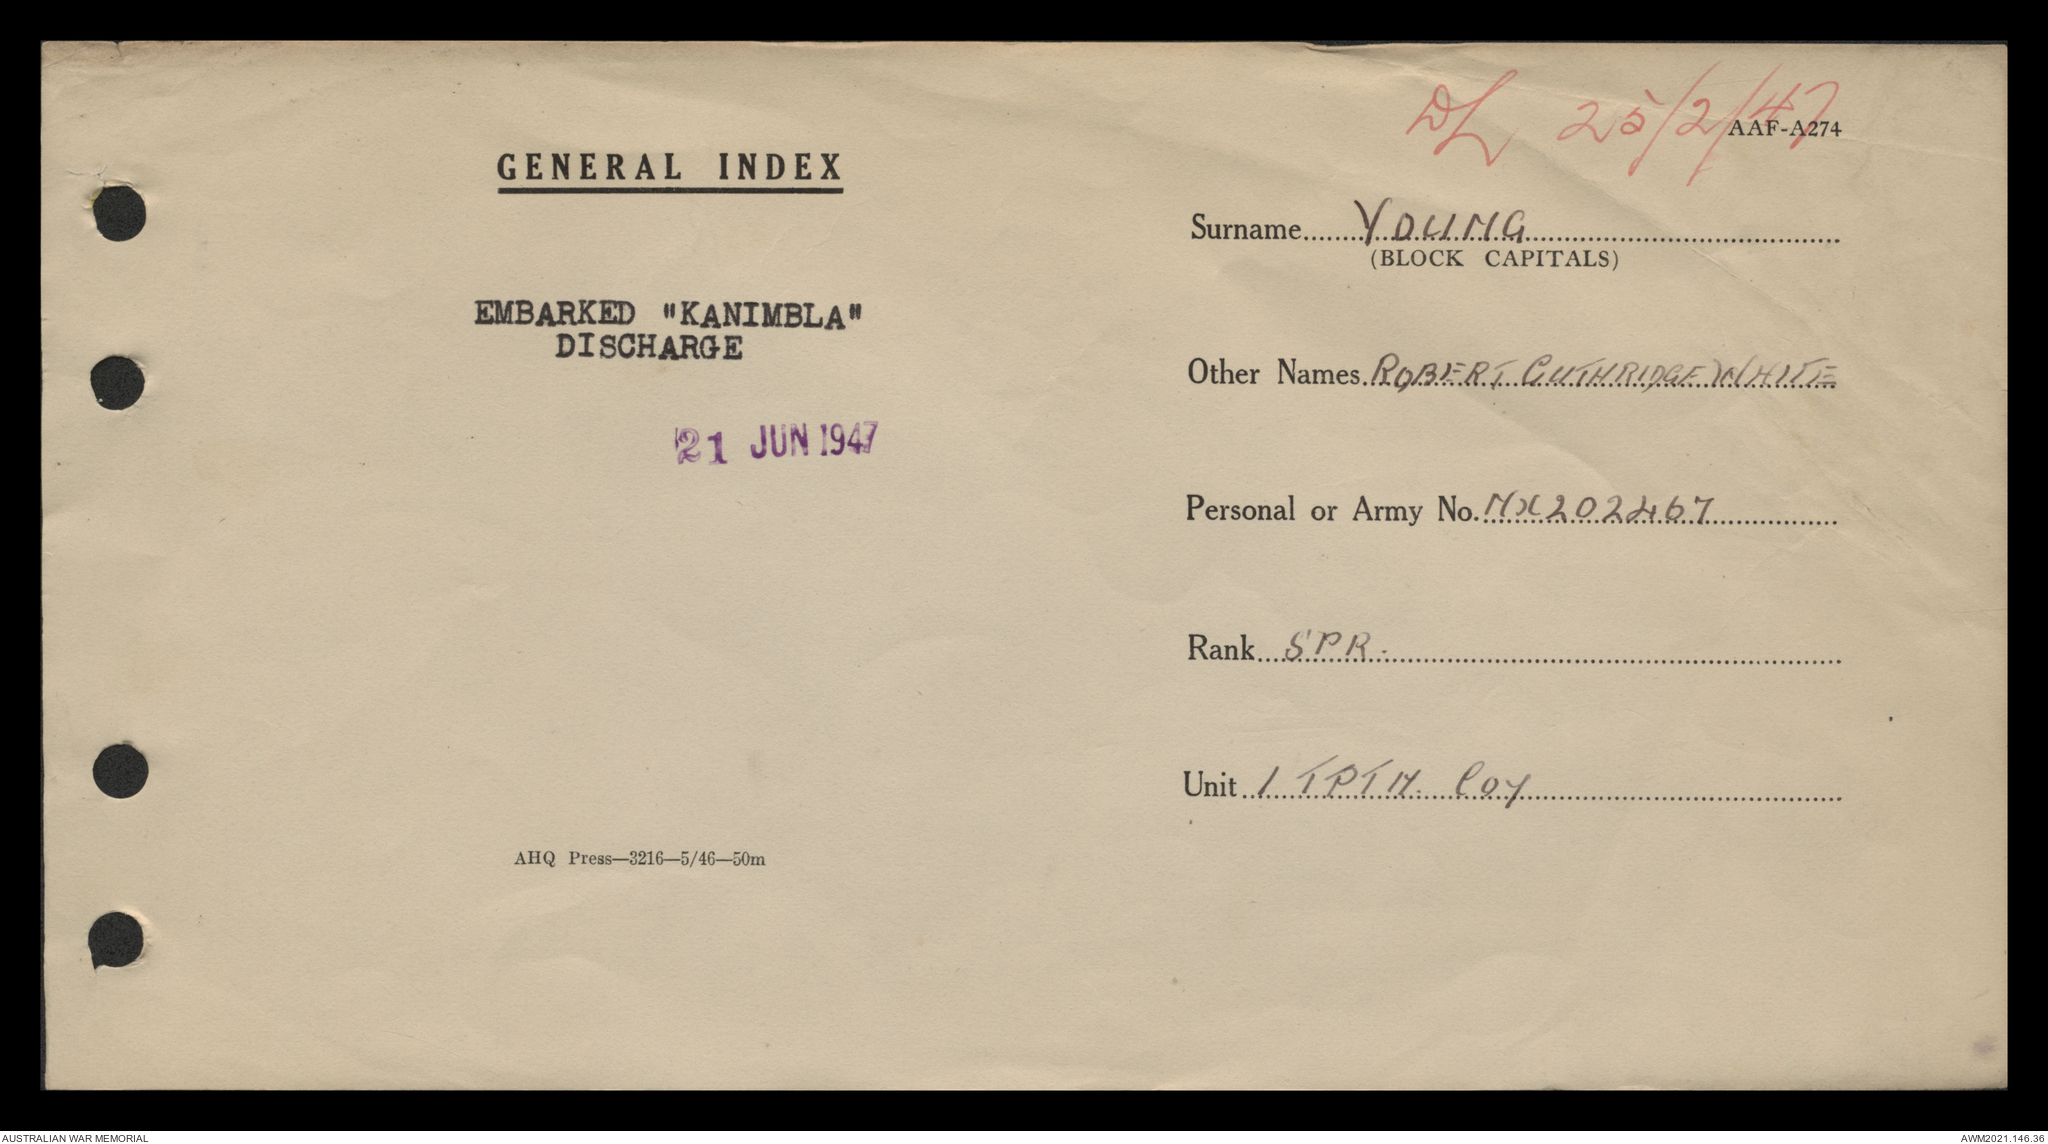 DL 25/2/47
AAF-A274
GENERAL INDEX
EMBARKED "KANIMBLA"
DISCHARGE
21 JUN 1947
AHQ Press—3216—5/46—50m
Surname YOUNG
(BLOCK CAPITALS)
Other Names ROBERT GUTHRIDGE WHITE
Personal or Army No. NX202467
Rank SPR.
Unit 1 TPTN. Coy
AUSTRALIAN WAR MEMORIAL
AWM2021.146.36